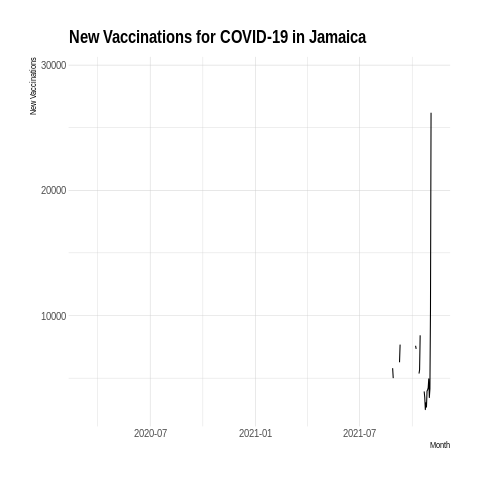 New Vaccinations for COVID-19 in Jamaica
New Vaccinations
30000
20000
10000
2020-07
2021-01
2021-07
Month